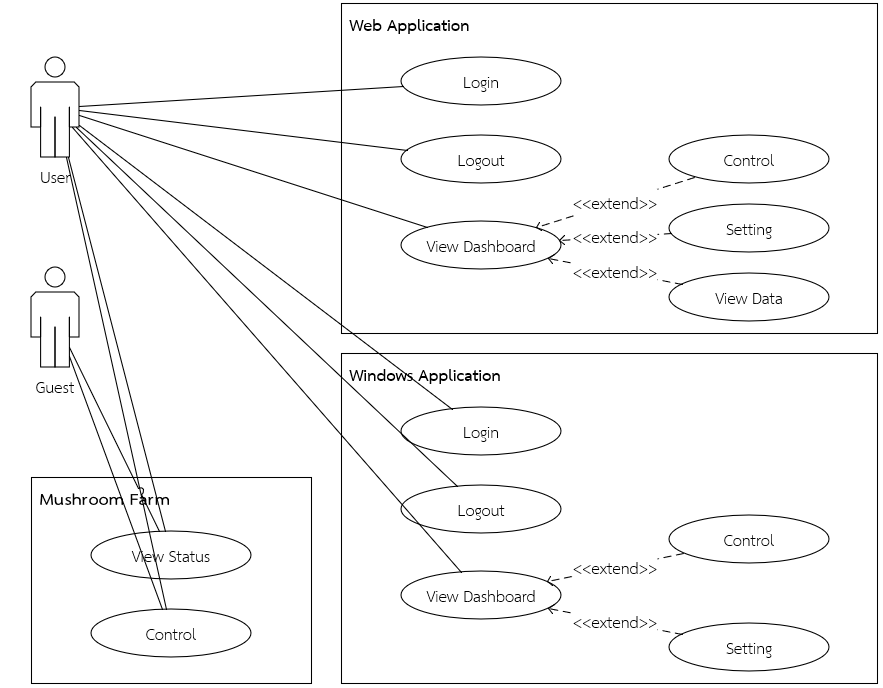 Web Application
Login
Logout
View Dashboard
<<extend>>
<<extend>>
<<extend>>
Control
Setting
View Data
User
Guest
Windows Application
Login
Logout
View Dashboard
<<extend>>
<<extend>>
Control
Setting
Mushroom Farm
View Status
Control